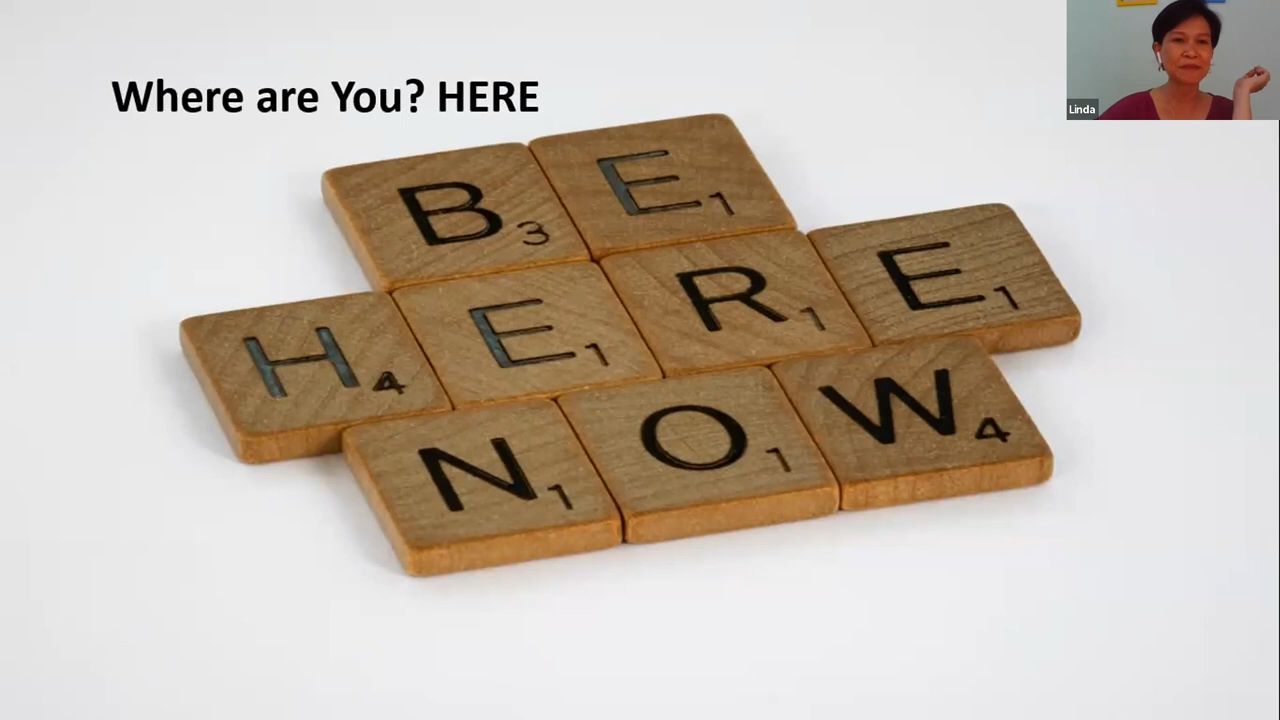 Where are You? HERE
Linda
B3 E1
H4 E1 R1 E1
N1 O1 W4